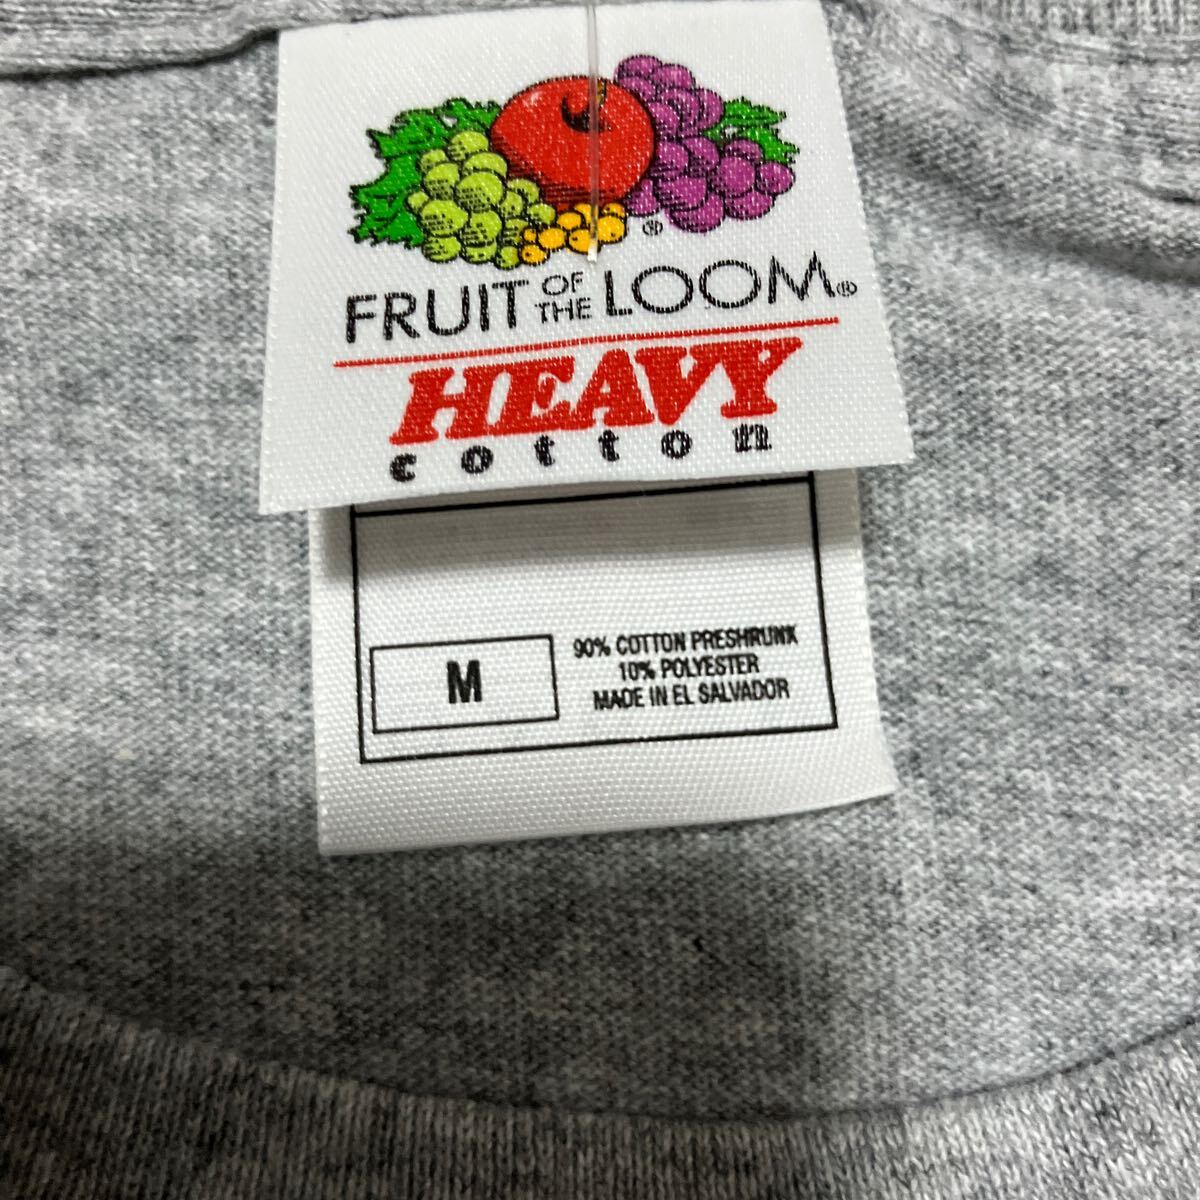 ®
FRUIT OF THE LOOM®
HEAVY
cotton
M
90% COTTON PRESHRUNK
10% POLYESTER
MADE IN EL SALVADOR